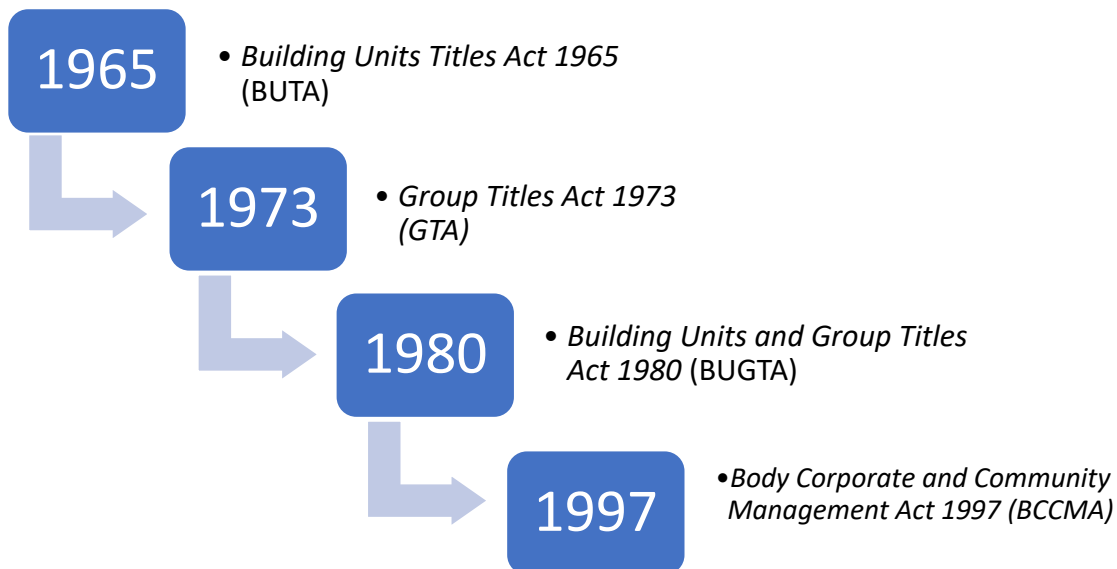 1965
• Building Units Titles Act 1965
(BUTA)
1973
• Group Titles Act 1973
(GTA)
1980
• Building Units and Group Titles
Act 1980 (BUGTA)
1997
•Body Corporate and Community
Management Act 1997 (BCCMA)